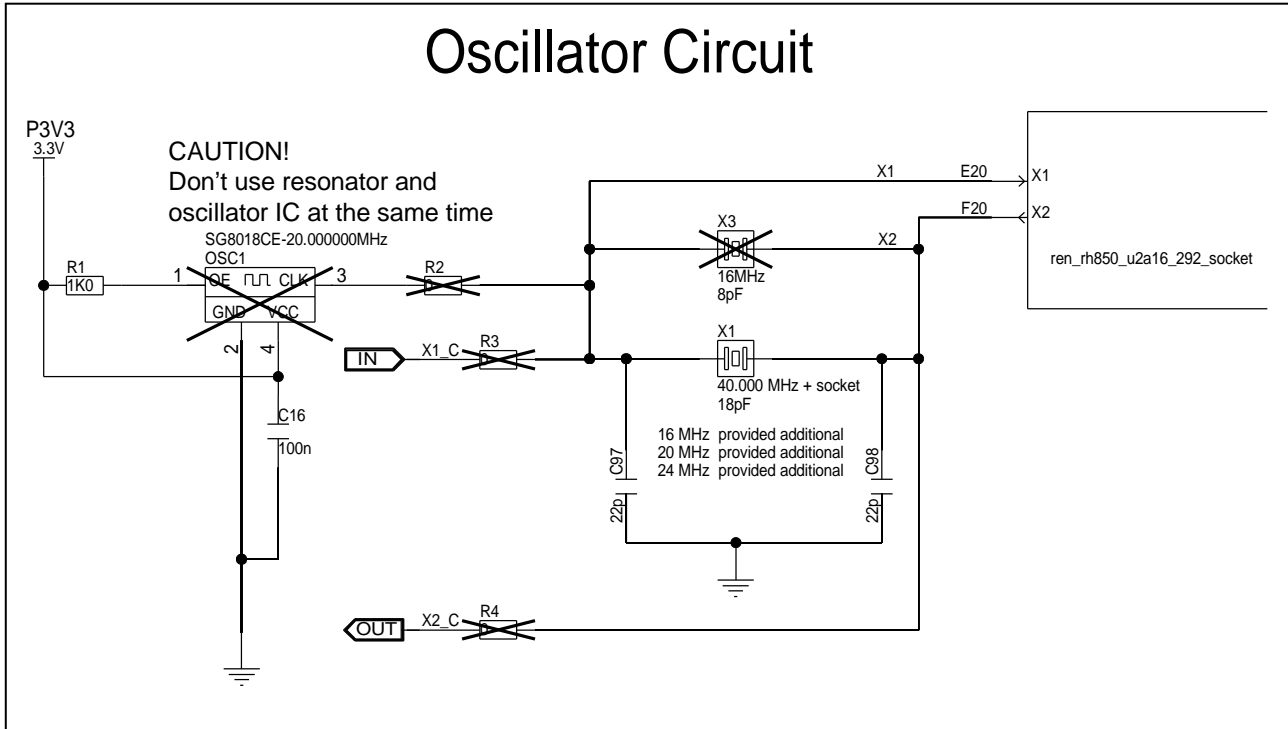 Oscillator Circuit
P3V3
3.3V
CAUTION!
Don't use resonator and
oscillator IC at the same time
SG8018CE-20.000000MHz
OSC1
R1
1K0
1
OE
CLK
3
GND
VCC
2
4
C16
100n
R2
0
IN
X1_C
R3
0
X1
E20
X1
F20
X2
X3
X2
16MHz
8pF
ren_rh850_u2a16_292_socket
X1
40.000 MHz + socket
18pF
16 MHz provided additional
20 MHz provided additional
24 MHz provided additional
C97
22p
C98
22p
OUT
X2_C
R4
0